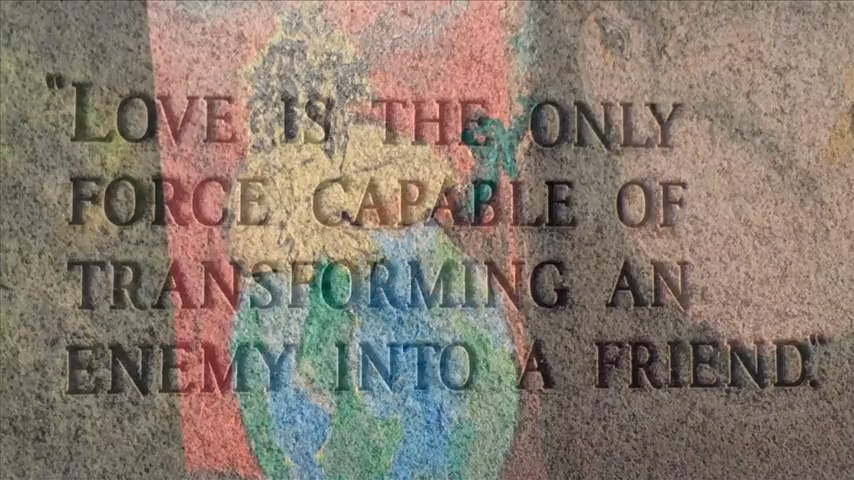 "LOVE IS THE ONLY
FORCE CAPABLE OF
TRANSFORMING AN
ENEMY INTO A FRIEND."